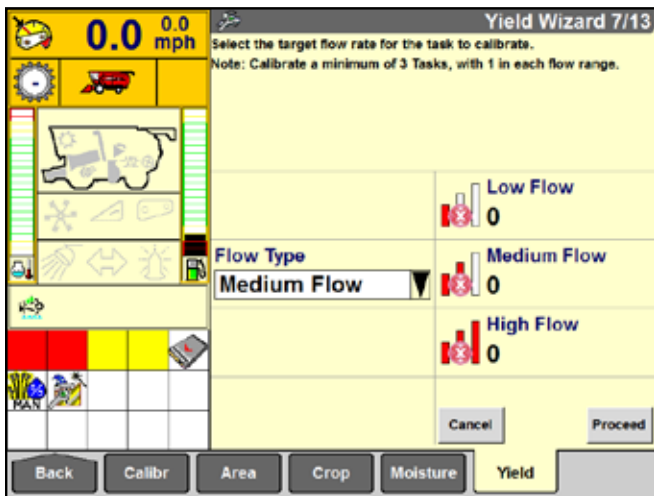 0.0
0.0
mph
Yield Wizard 7/13
Select the target flow rate for the task to calibrate.
Note: Calibrate a minimum of 3 Tasks, with 1 in each flow range.
Low Flow
0
Flow Type
Medium Flow
Medium Flow
0
High Flow
0
MAN
Cancel
Proceed
Back
Calibr
Area
Crop
Moisture
Yield